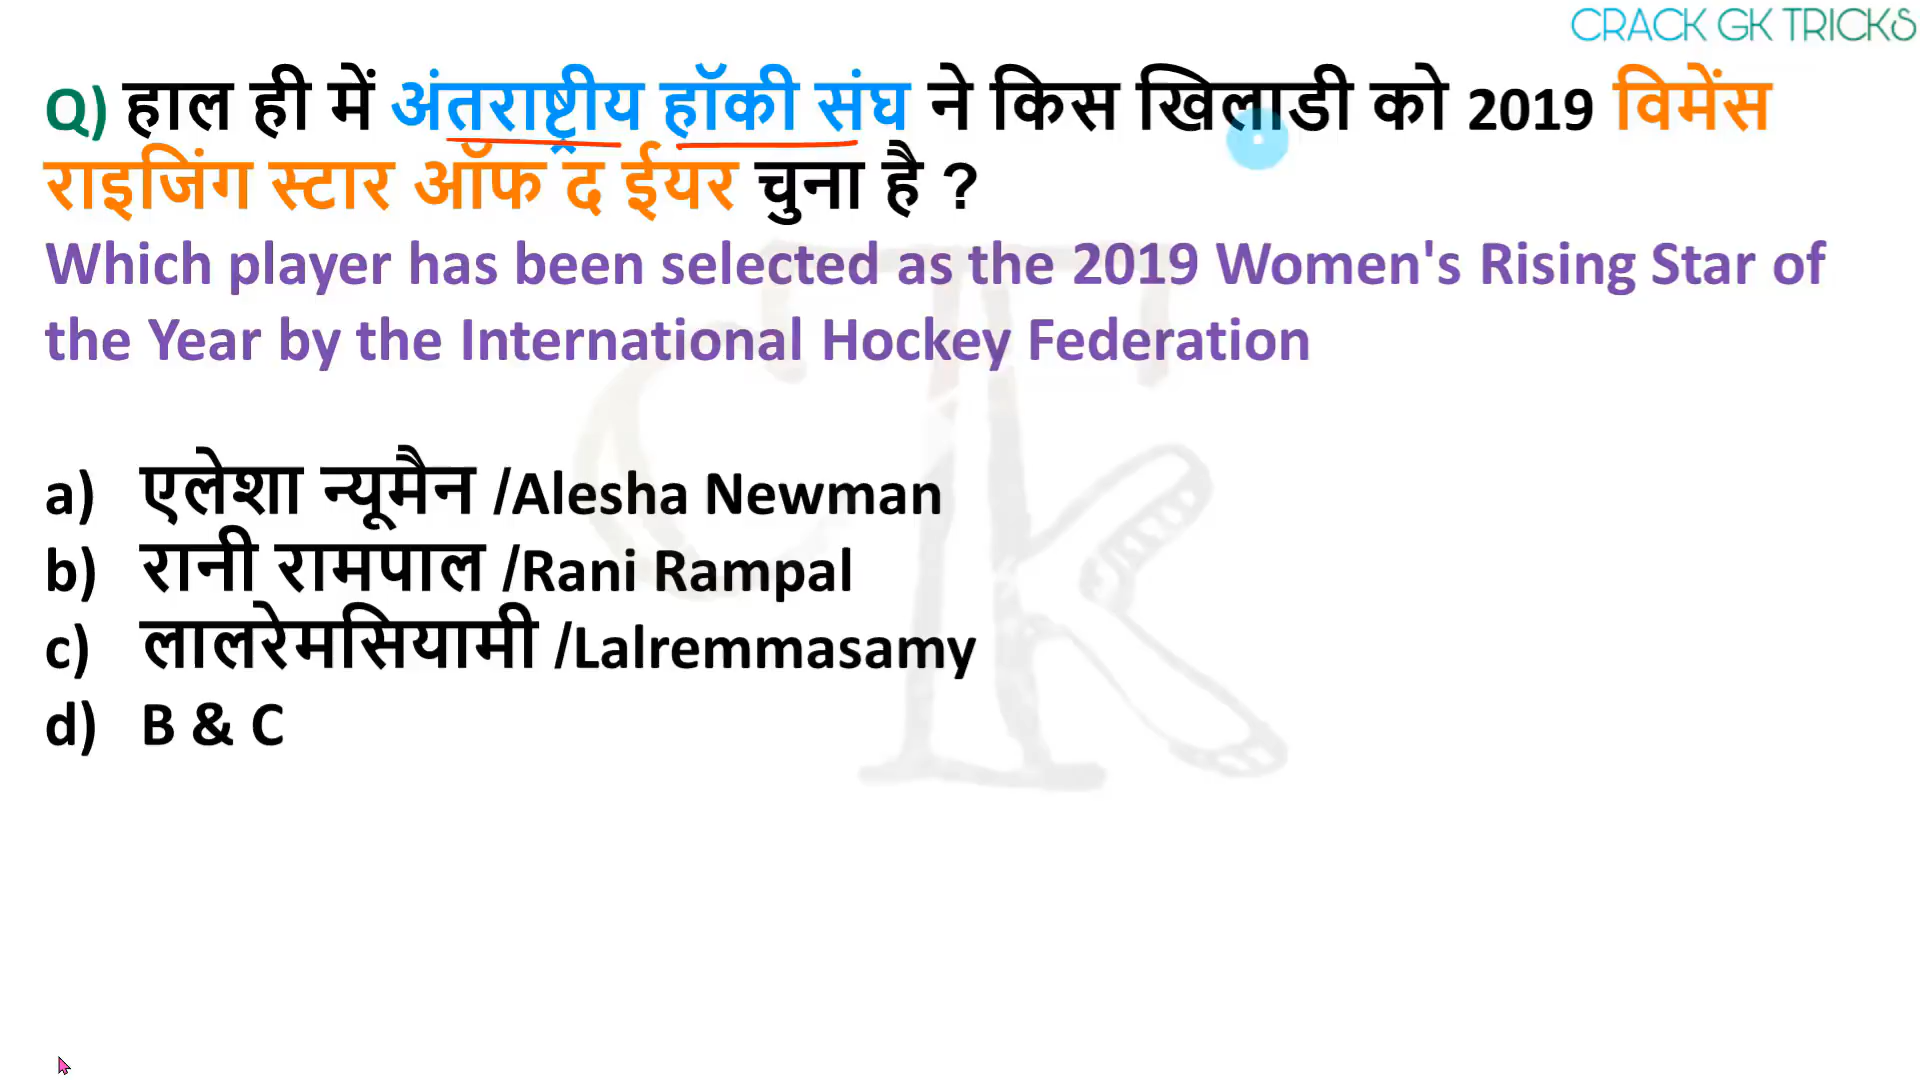 CRACK GK TRICKS
Q) हाल ही में अंतराष्ट्रीय हॉकी संघ ने किस खिलाडी को 2019 विमेंस
राइजिंग स्टार ऑफ द ईयर चुना है ?
Which player has been selected as the 2019 Women's Rising Star of
the Year by the International Hockey Federation
a) एलेशा न्यूमैन /Alesha Newman
b) रानी रामपाल /Rani Rampal
c) लालरेमसियामी /Lalremmasamy
d) B & C